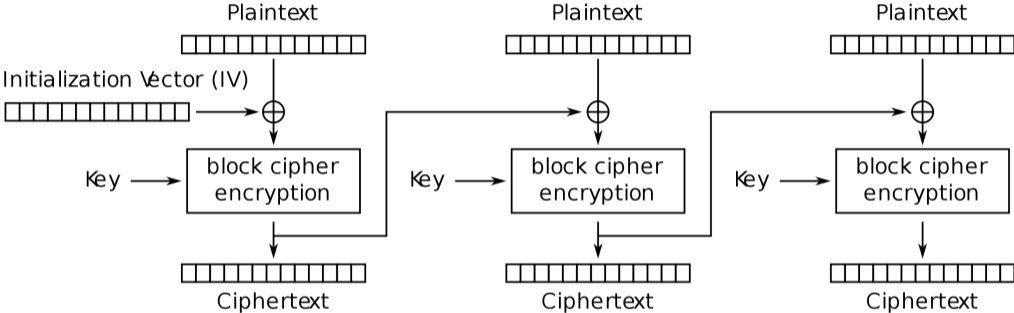 Plaintext
Plaintext
Plaintext
Initialization Vector (IV)
Key
block cipher
encryption
Key
block cipher
encryption
Key
block cipher
encryption
Ciphertext
Ciphertext
Ciphertext